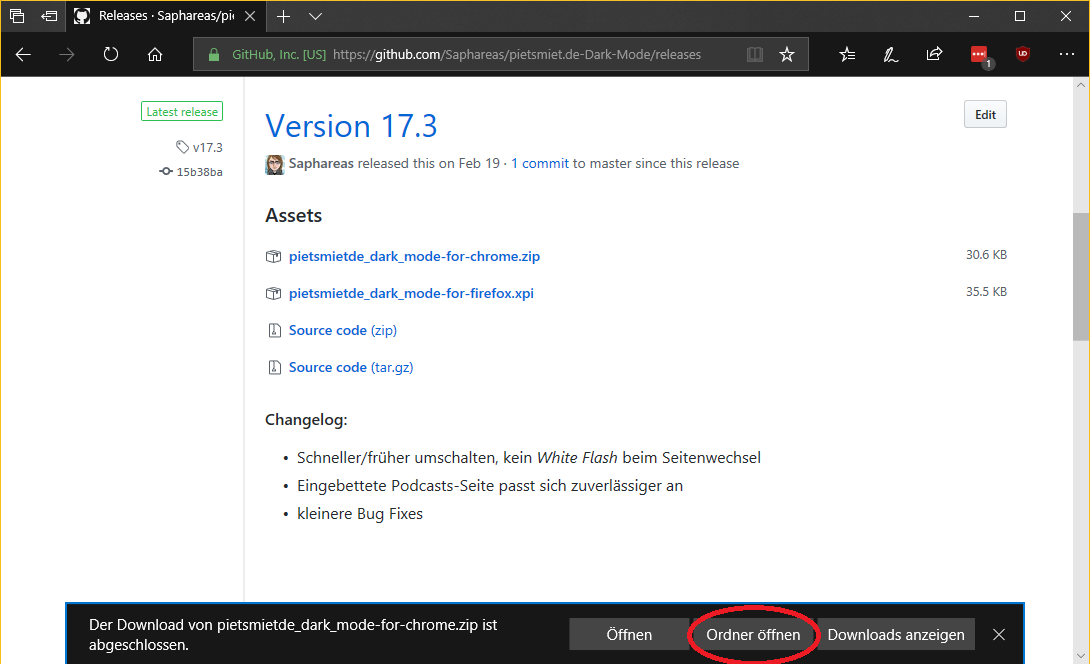 Releases · Saphareas/pie
GitHub, Inc. [US] https://github.com/Saphareas/pietsmiet.de-Dark-Mode/releases
1
UD
Latest release
v17.3
15b38ba
Version 17.3
Edit
Saphareas released this on Feb 19 · 1 commit to master since this release
Assets
pietsmietde_dark_mode-for-chrome.zip 30.6 KB
pietsmietde_dark_mode-for-firefox.xpi 35.5 KB
Source code (zip)
Source code (tar.gz)
Changelog:
• Schneller/früher umschalten, kein White Flash beim Seitenwechsel
• Eingebettete Podcasts-Seite passt sich zuverlässiger an
• kleinere Bug Fixes
Der Download von pietsmietde_dark_mode-for-chrome.zip ist
abgeschlossen.
Öffnen
Ordner öffnen
Downloads anzeigen